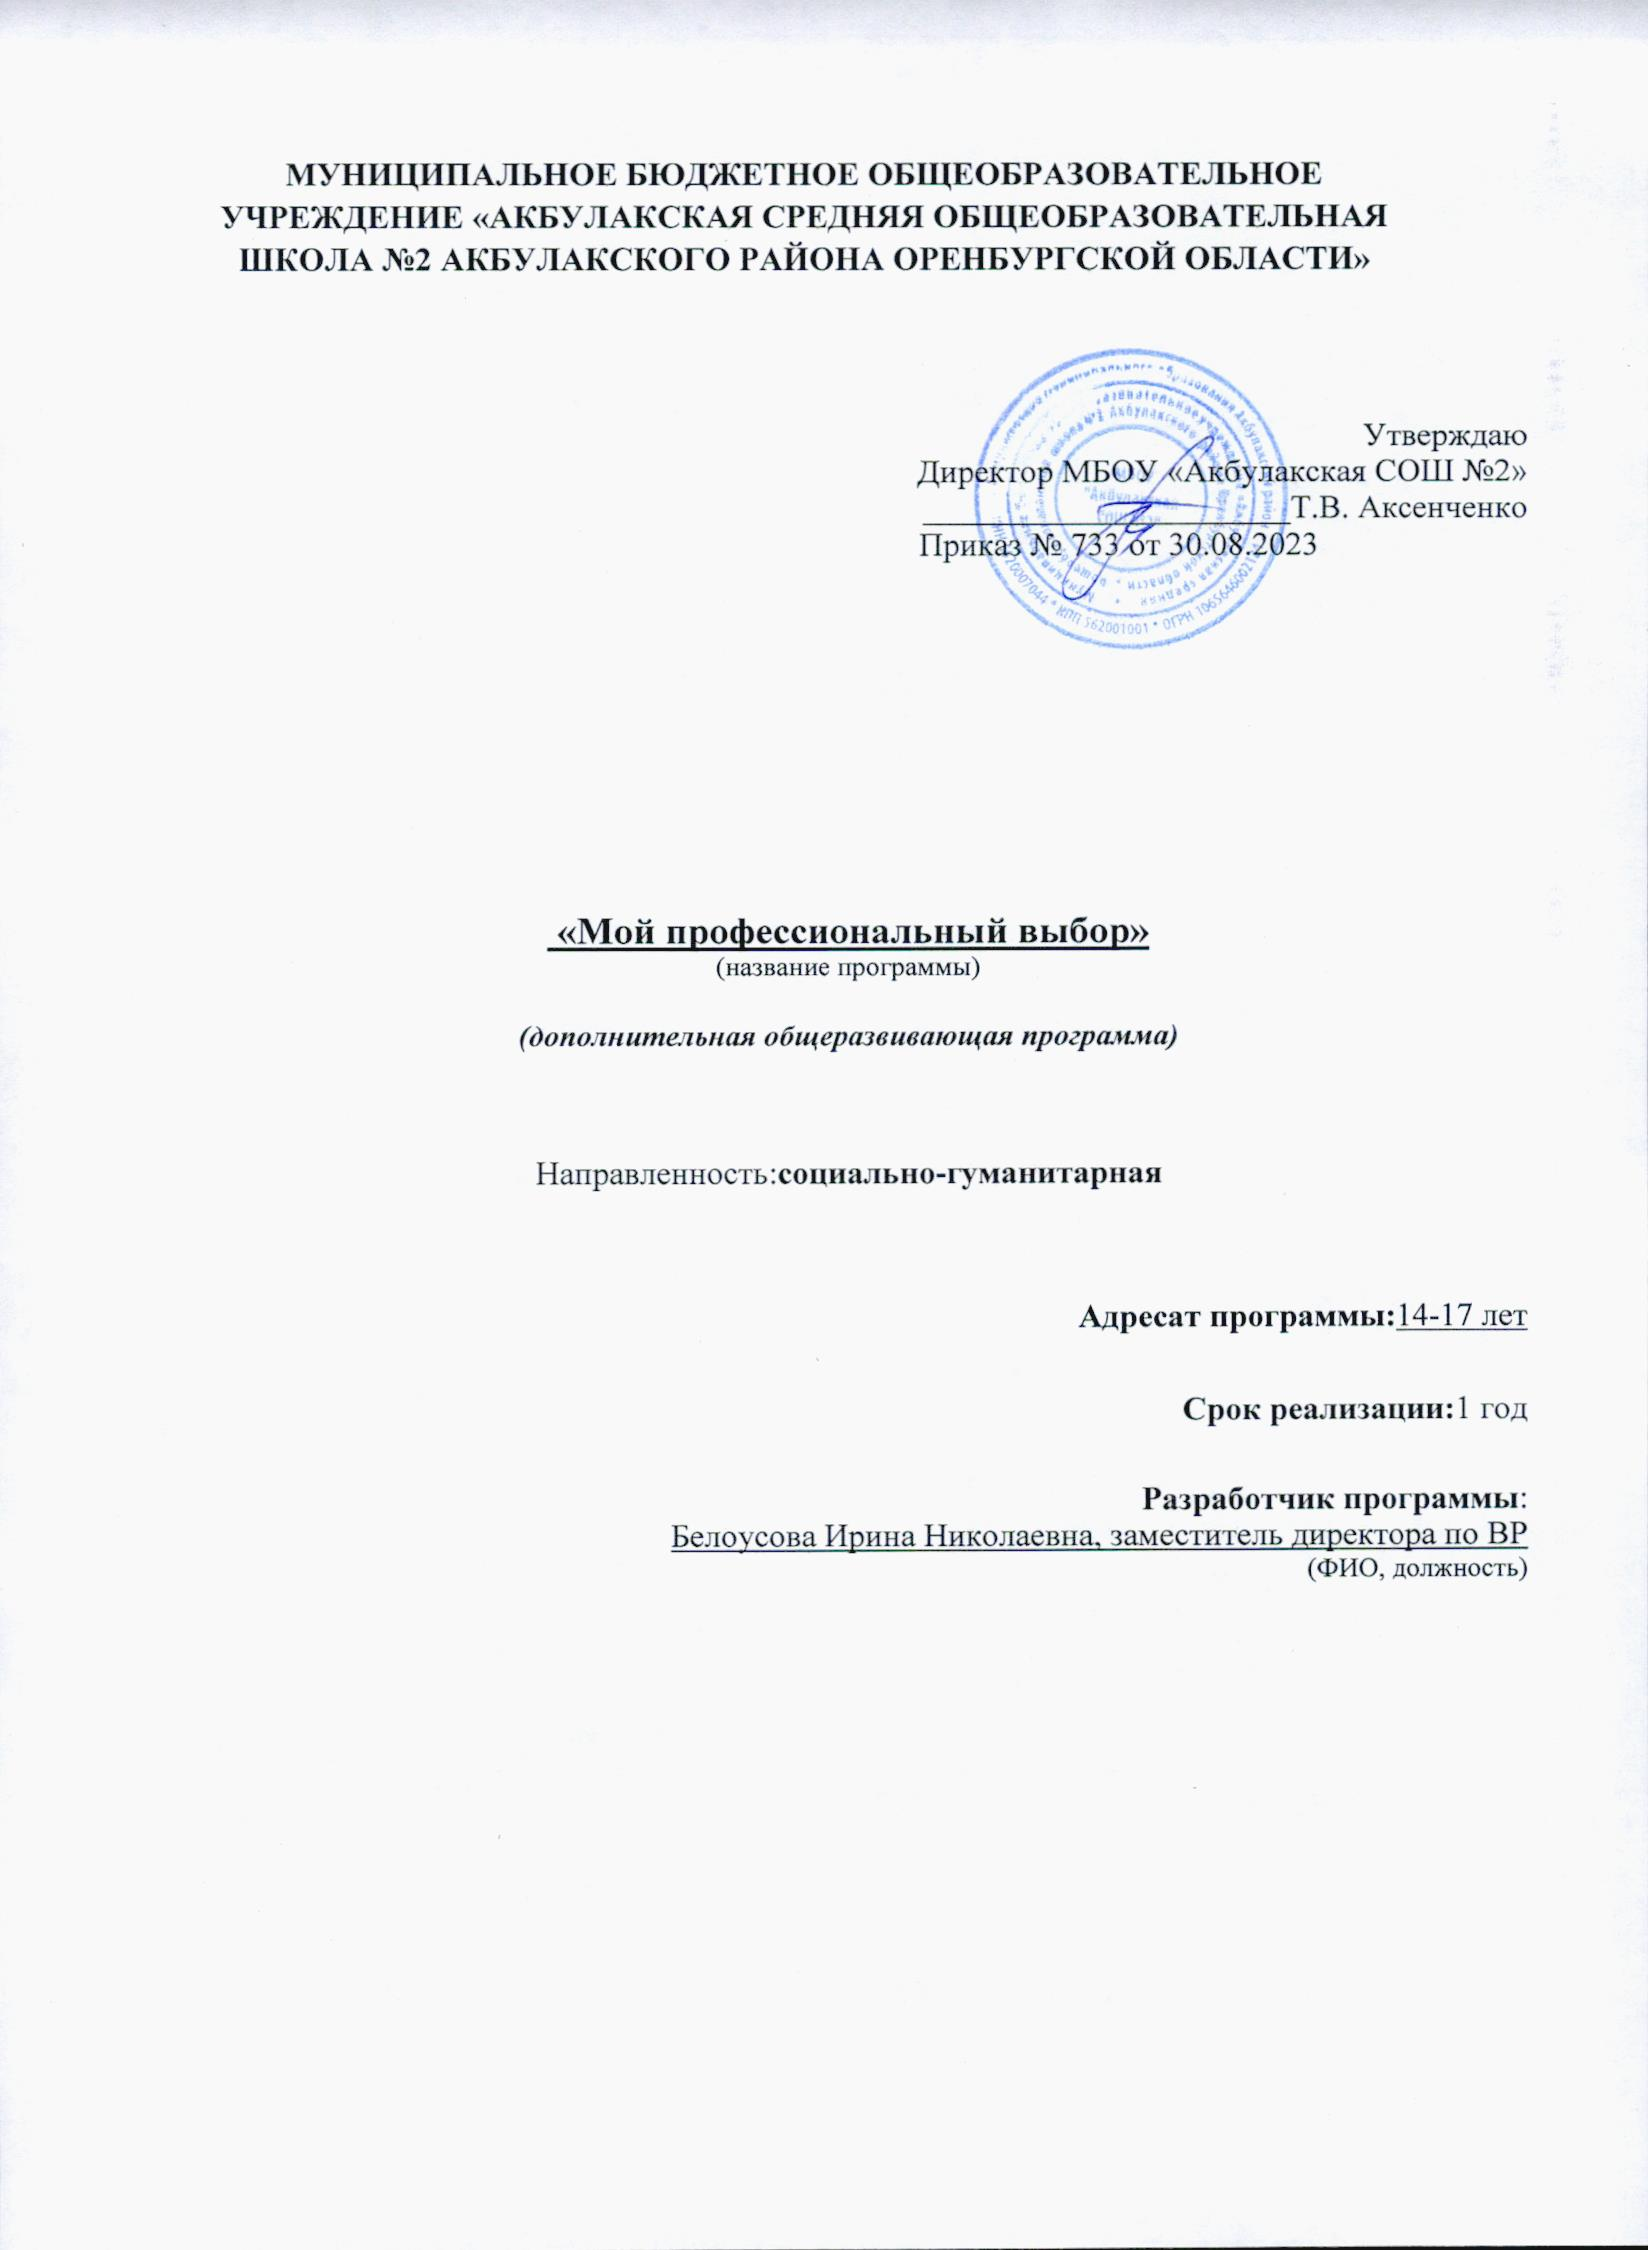 МУНИЦИПАЛЬНОЕ БЮДЖЕТНОЕ ОБЩЕОБРАЗОВАТЕЛЬНОЕ
УЧРЕЖДЕНИЕ «АКБУЛАКСКАЯ СРЕДНЯЯ ОБЩЕОБРАЗОВАТЕЛЬНАЯ
ШКОЛА №2 АКБУЛАКСКОГО РАЙОНА ОРЕНБУРГСКОЙ ОБЛАСТИ»
Утверждаю
Директор МБОУ «Акбулакская СОШ №2»
Т.В. Аксенченко
Приказ № 733 от 30.08.2023
КПП 562001001 * ОГРН
«Мой профессиональный выбор»
(название программы)
(дополнительная общеразвивающая программа)
Направленность:социально-гуманитарная
Адресат программы:14-17 лет
Срок реализации:1 год
Разработчик программы:
Белоусова Ирина Николаевна, заместитель директора по ВР
(ФИО, должность)